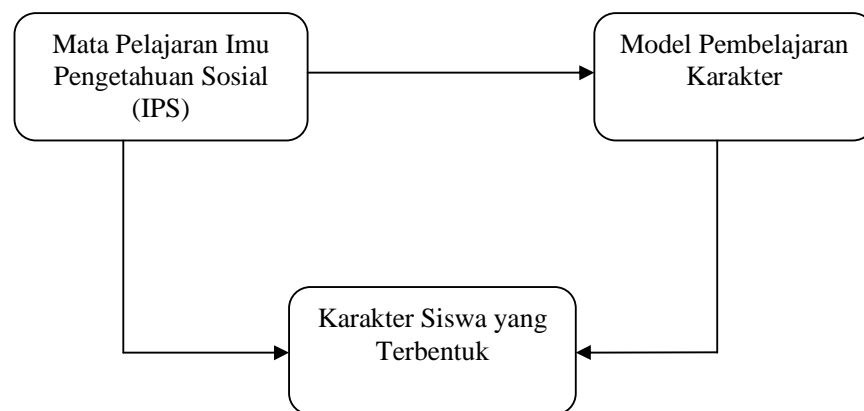 Mata Pelajaran Imu
Pengetahuan Sosial
(IPS)
Model Pembelajaran
Karakter
Karakter Siswa yang
Terbentuk